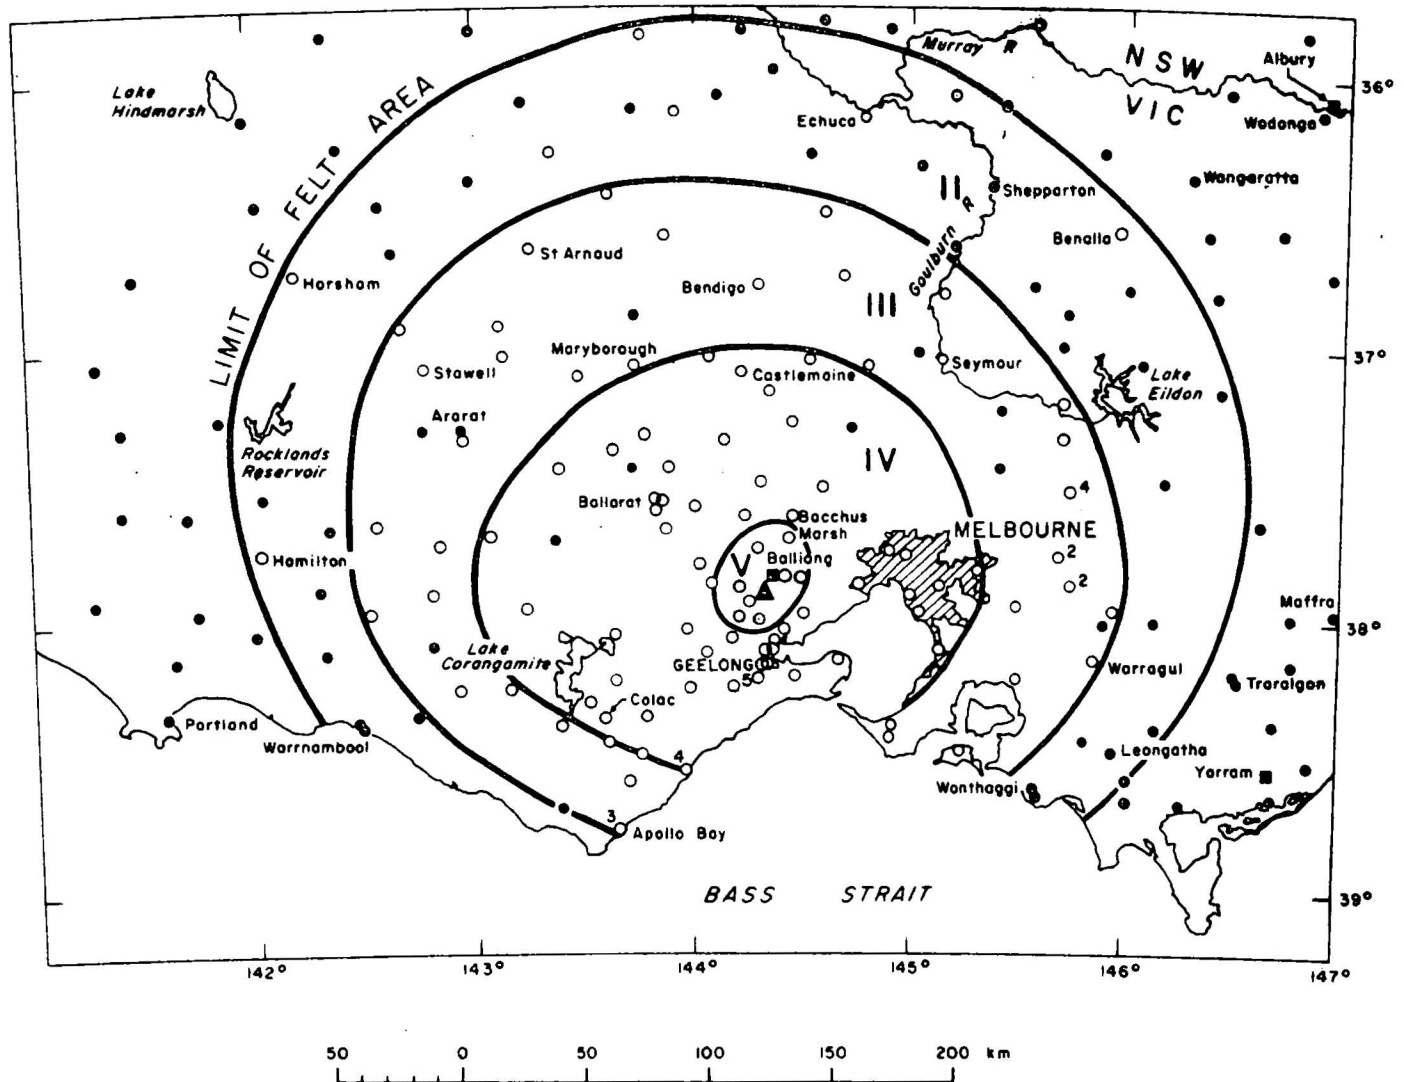 Murray R
NSW
Albury
Lake
Hindmarsh
LIMIT OF FELT AREA
VIC
36°
Echuca
Wodonga
II
R
Shepparton
Wangaratta
Goulburn
Benalla
St Arnaud
Horsham
Bendigo
III
Maryborough
Seymour
37°
Stawell
Castlemaine
Lake
Eildon
Ararat
Rocklands
Reservoir
IV
Ballarat
4
Bacchus
Marsh
MELBOURNE
Hamilton
V
Balliang
2
2
Maffra
38°
Lake
Corangamite
GEELONG
5
Warragul
Traralgon
Colac
Portland
Warrnambool
Leongatha
4
Yarram
Wonthaggi
3
Apollo Bay
BASS STRAIT
39°
142°
143°
144°
145°
146°
147°
50 0 50 100 150 200 km